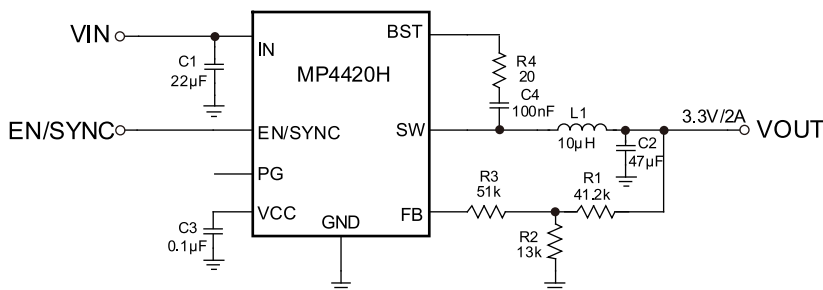 VIN
C1
22µF
IN
MP4420H
BST
R4
20
C4
100nF
EN/SYNC
EN/SYNC
SW
L1
10µH
3.3V/2A
VOUT
C2
47µF
PG
R3
51k
R1
41.2k
VCC
GND
FB
C3
0.1µF
R2
13k